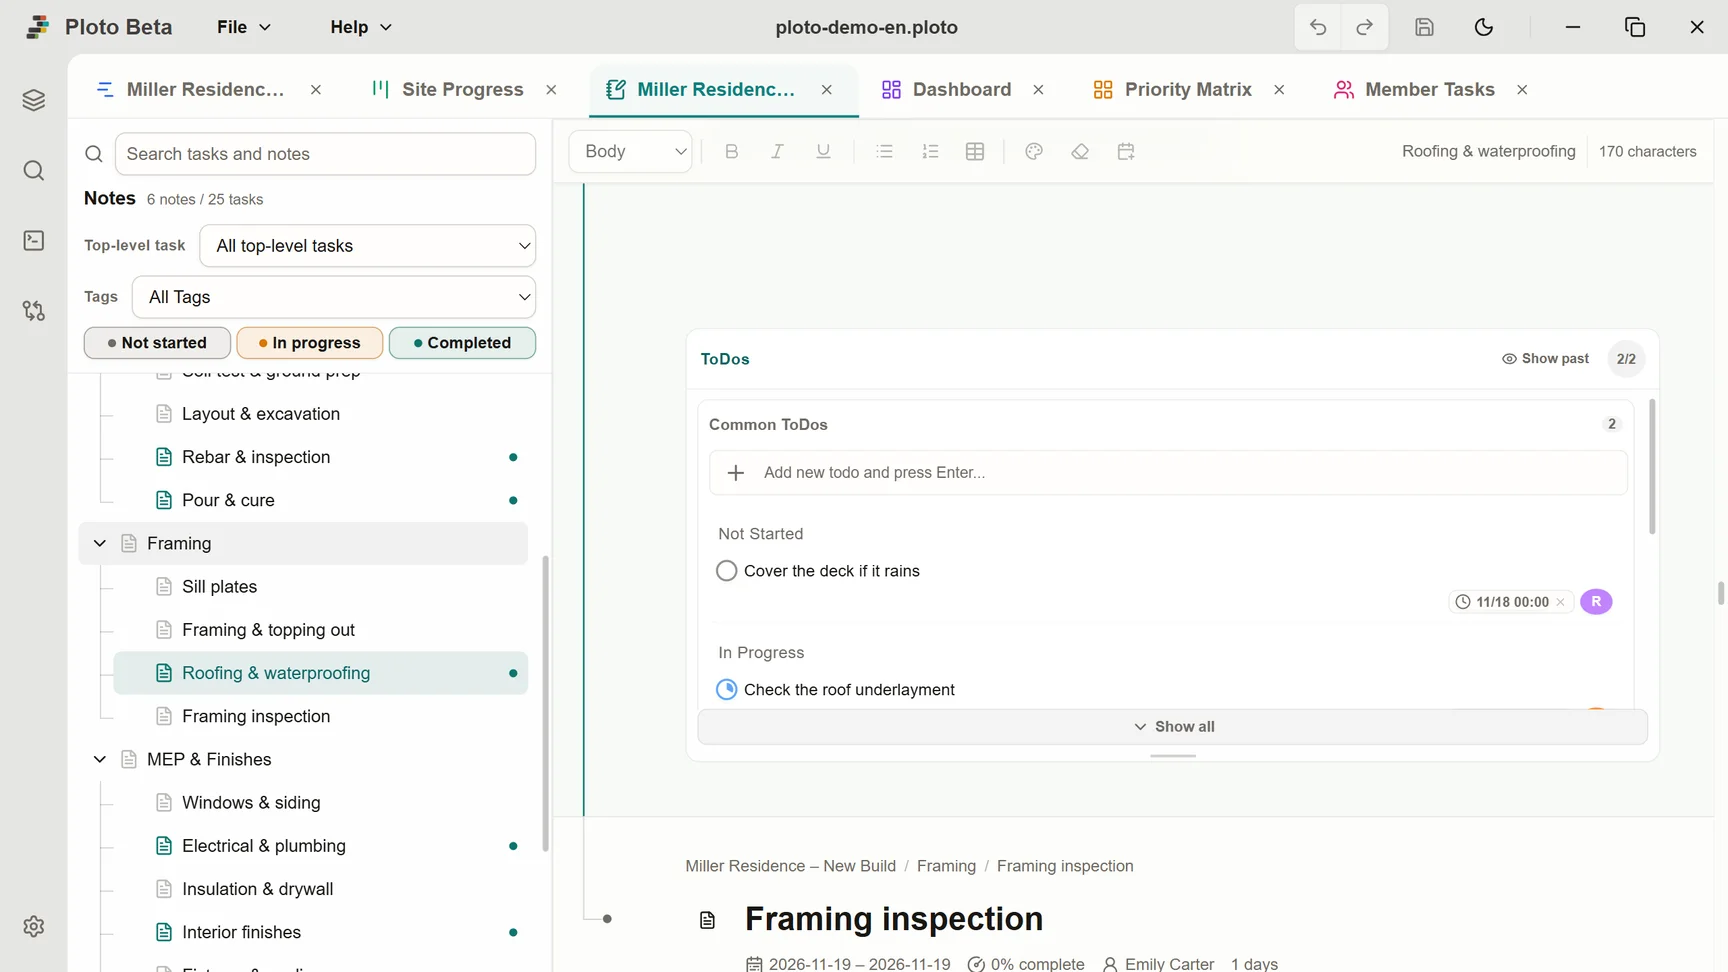 Ploto Beta
File
Help
ploto-demo-en.ploto
Miller Residenc...
Site Progress
Miller Residenc...
Dashboard
Priority Matrix
Member Tasks
Search tasks and notes
Notes 6 notes / 25 tasks
Top-level task
All top-level tasks
Tags
All Tags
Not started
In progress
Completed
Soil test & ground prep
Layout & excavation
Rebar & inspection
Pour & cure
Framing
Sill plates
Framing & topping out
Roofing & waterproofing
Framing inspection
MEP & Finishes
Windows & siding
Electrical & plumbing
Insulation & drywall
Interior finishes
Body
B
I
U
Roofing & waterproofing
170 characters
ToDos
Show past
2/2
Common ToDos
2
Add new todo and press Enter...
Not Started
Cover the deck if it rains
11/18 00:00
R
In Progress
Check the roof underlayment
Show all
Miller Residence – New Build / Framing / Framing inspection
Framing inspection
2026-11-19 – 2026-11-19 0% complete Emily Carter 1 days